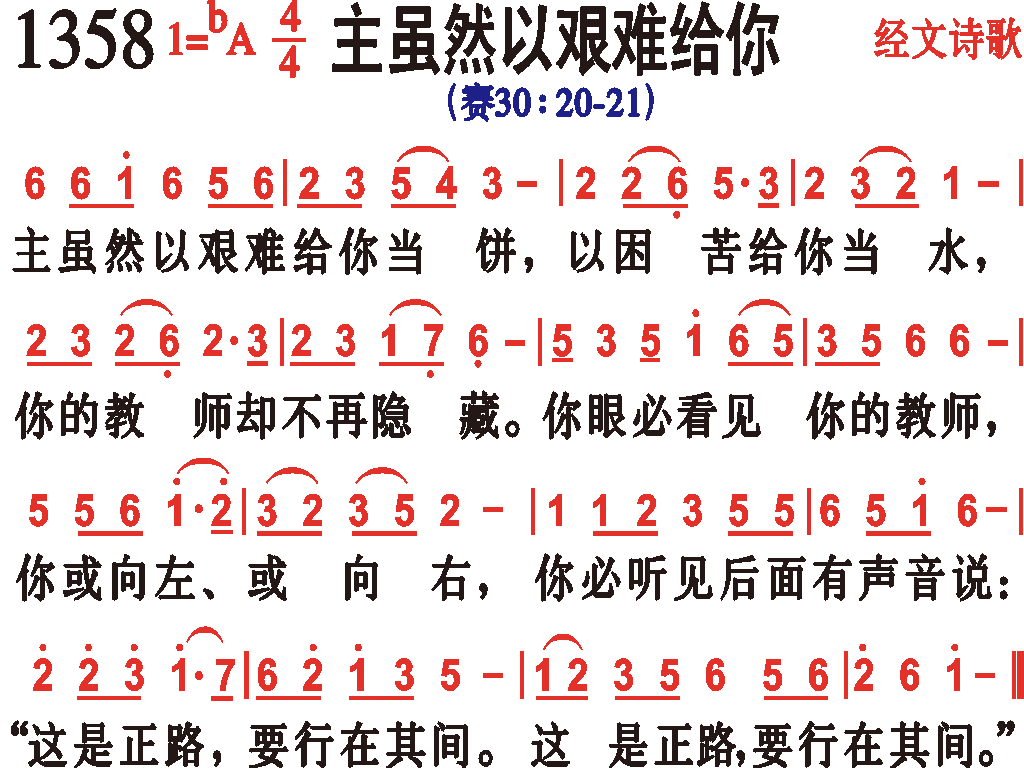 1358 1=bA 4/4 主虽然以艰难给你 经文诗歌
(赛30:20-21)
6 6 1 6 5 6|2 3 5 4 3 -|2 2 6 5·3|2 3 2 1 -|
主虽然以艰难给你当 饼,以困 苦给你当 水,
2 3 2 6 2·3|2 3 1 7 6 -|5 3 5 1 6 5|3 5 6 6 -|
你的教 师却不再隐 藏。你眼必看见 你的教师,
5 5 6 1·2|3 2 3 5 2 -|1 1 2 3 5 5|6 5 1 6 -|
你或向左、或 向 右, 你必听见后面有声音说:
2 2 3 1·7|6 2 1 3 5 -|1 2 3 5 6 5 6|2 6 1 -‖
“这是正路,要行在其间。这 是正路,要行在其间。”